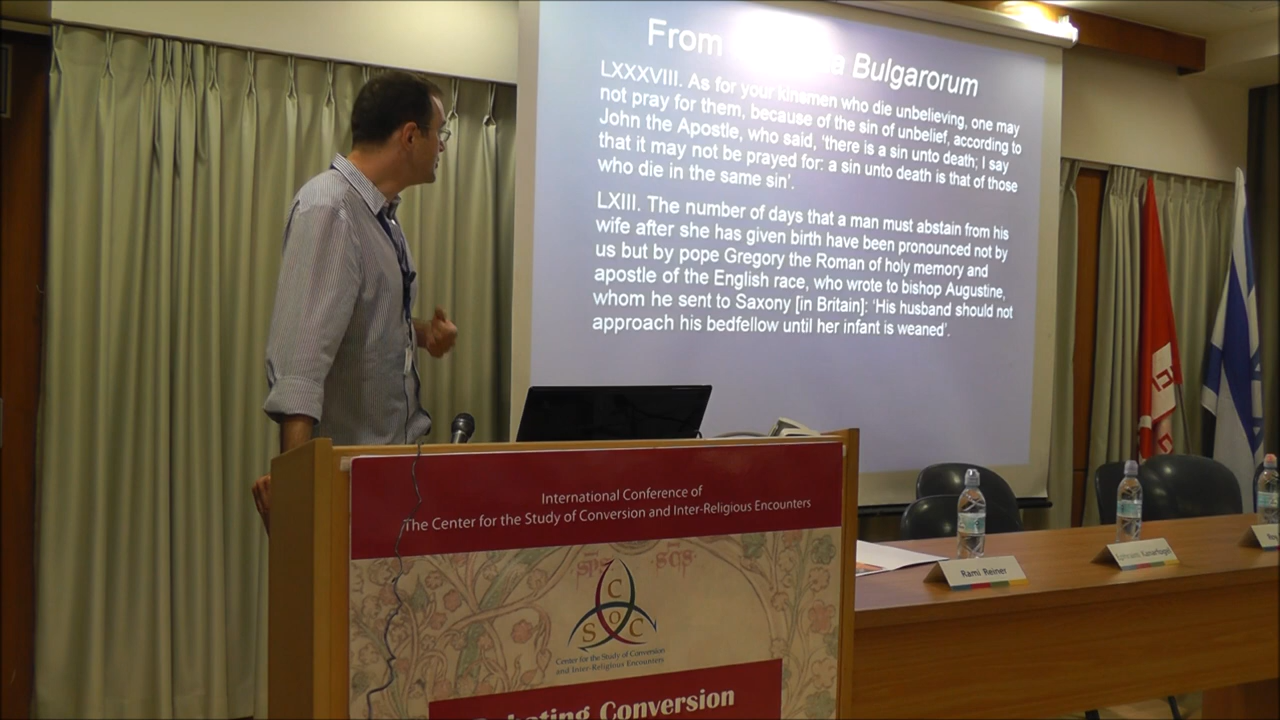 From a Bulgarorum
LXXXVIII. As for your kinsmen who die unbelieving, one may
not pray for them, because of the sin of unbelief, according to
John the Apostle, who said, ‘there is a sin unto death; I say
that it may not be prayed for: a sin unto death is that of those
who die in the same sin’.
LXIII. The number of days that a man must abstain from his
wife after she has given birth have been pronounced not by
us but by pope Gregory the Roman of holy memory and
apostle of the English race, who wrote to bishop Augustine,
whom he sent to Saxony [in Britain]: ‘His husband should not
approach his bedfellow until her infant is weaned’.
International Conference of
The Center for the Study of Conversion and Inter-Religious Encounters
C
S O C
Center for the Study of Conversion
and Inter-Religious Encounters
Debating Conversion
Rami Reiner
Ephraim Kanarfogel